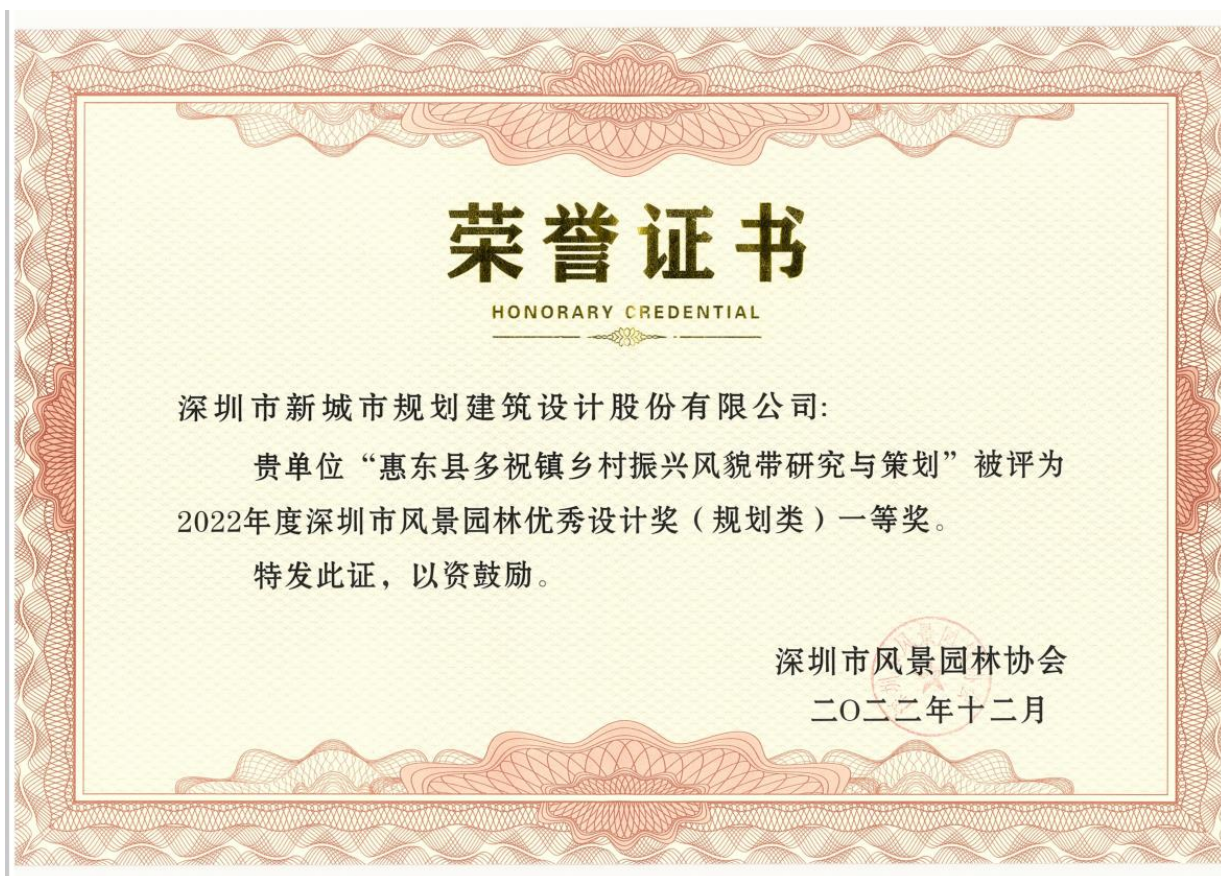 荣誉证书
HONORARY CREDENTIAL
深圳市新城市规划建筑设计股份有限公司:
贵单位“惠东县多祝镇乡村振兴风貌带研究与策划”被评为
2022年度深圳市风景园林优秀设计奖（规划类）一等奖。
特发此证，以资鼓励。
深圳市风景园林协会
二〇二二年十二月